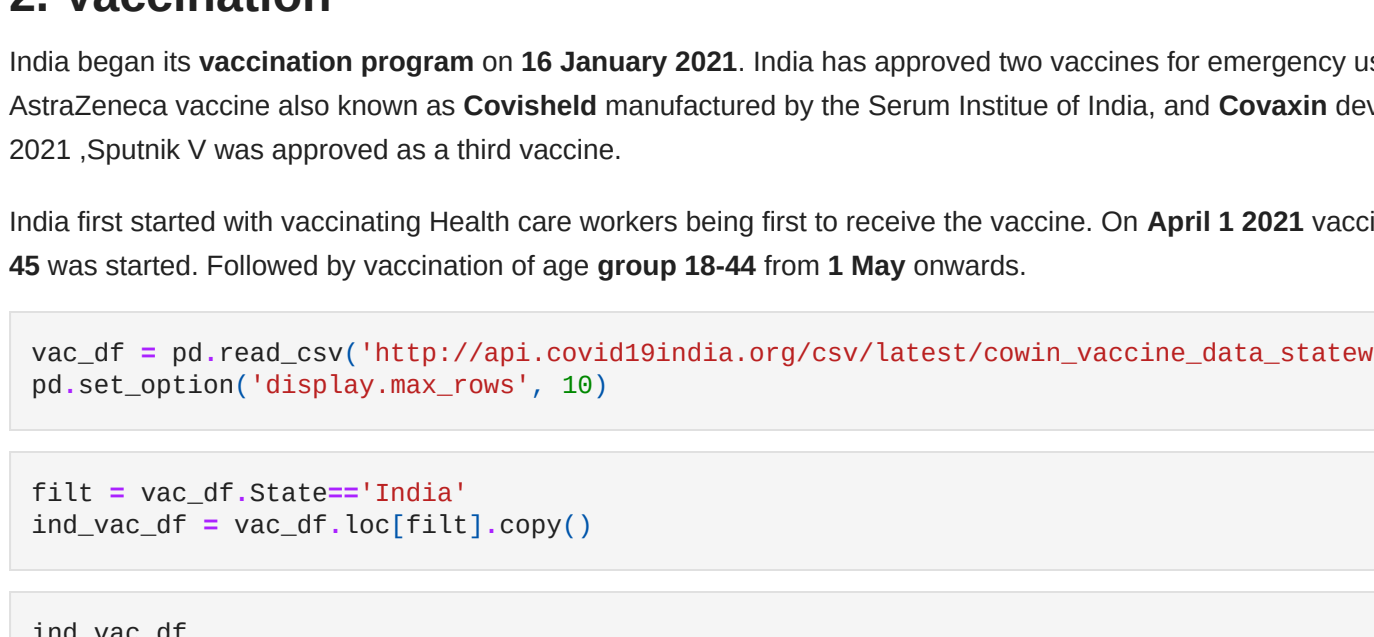 2. Vaccination
India began its vaccination program on 16 January 2021. India has approved two vaccines for emergency
AstraZeneca vaccine also known as Covisheld manufactured by the Serum Institue of India, and Covaxin
2021 ,Sputnik V was approved as a third vaccine.
India first started with vaccinating Health care workers being first to receive the vaccine. On April 1 2021
45 was started. Followed by vaccination of age group 18-44 from 1 May onwards.
vac_df = pd.read_csv('http://api.covid19india.org/csv/latest/cowin_vaccine_data_statew
pd.set_option('display.max_rows', 10)
filt = vac_df.State=='India'
ind_vac_df = vac_df.loc[filt].copy()
ind_vac_df